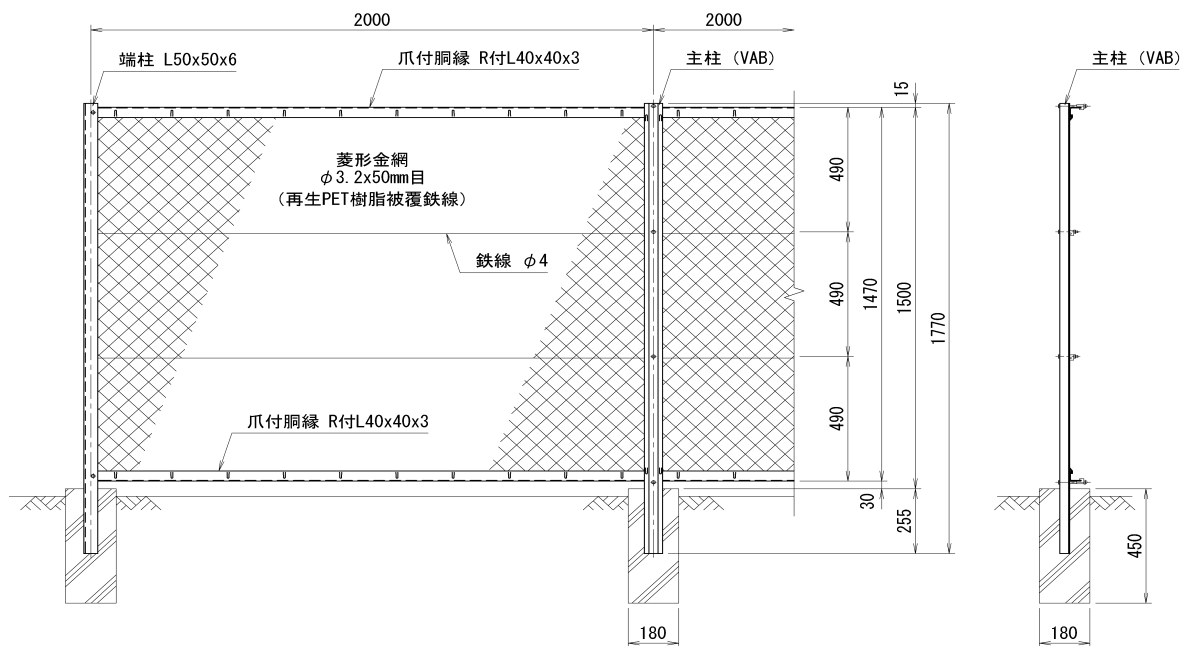 2000
2000
端柱 L50x50x6
爪付胴縁 R付L40x40x3
主柱 (VAB)
主柱 (VAB)
15
菱形金網
φ3.2x50mm目
(再生PET樹脂被覆鉄線)
490
鉄線 φ4
490
1470
1500
1770
爪付胴縁 R付L40x40x3
490
30
255
450
180
180